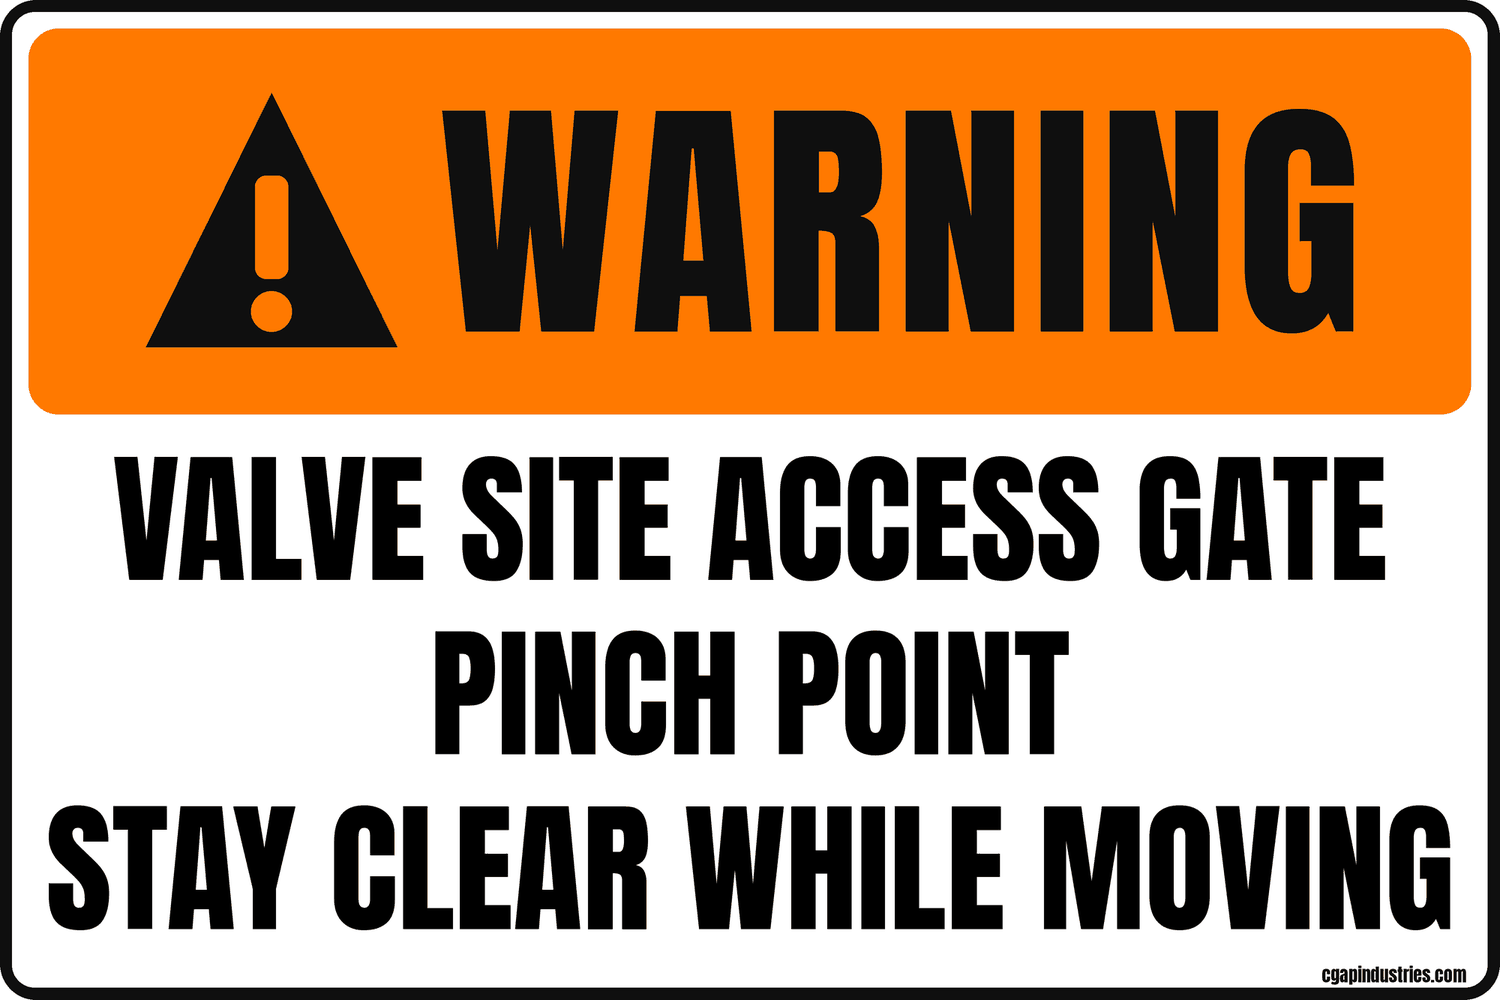 WARNING
VALVE SITE ACCESS GATE
PINCH POINT
STAY CLEAR WHILE MOVING
cgapindustries.com